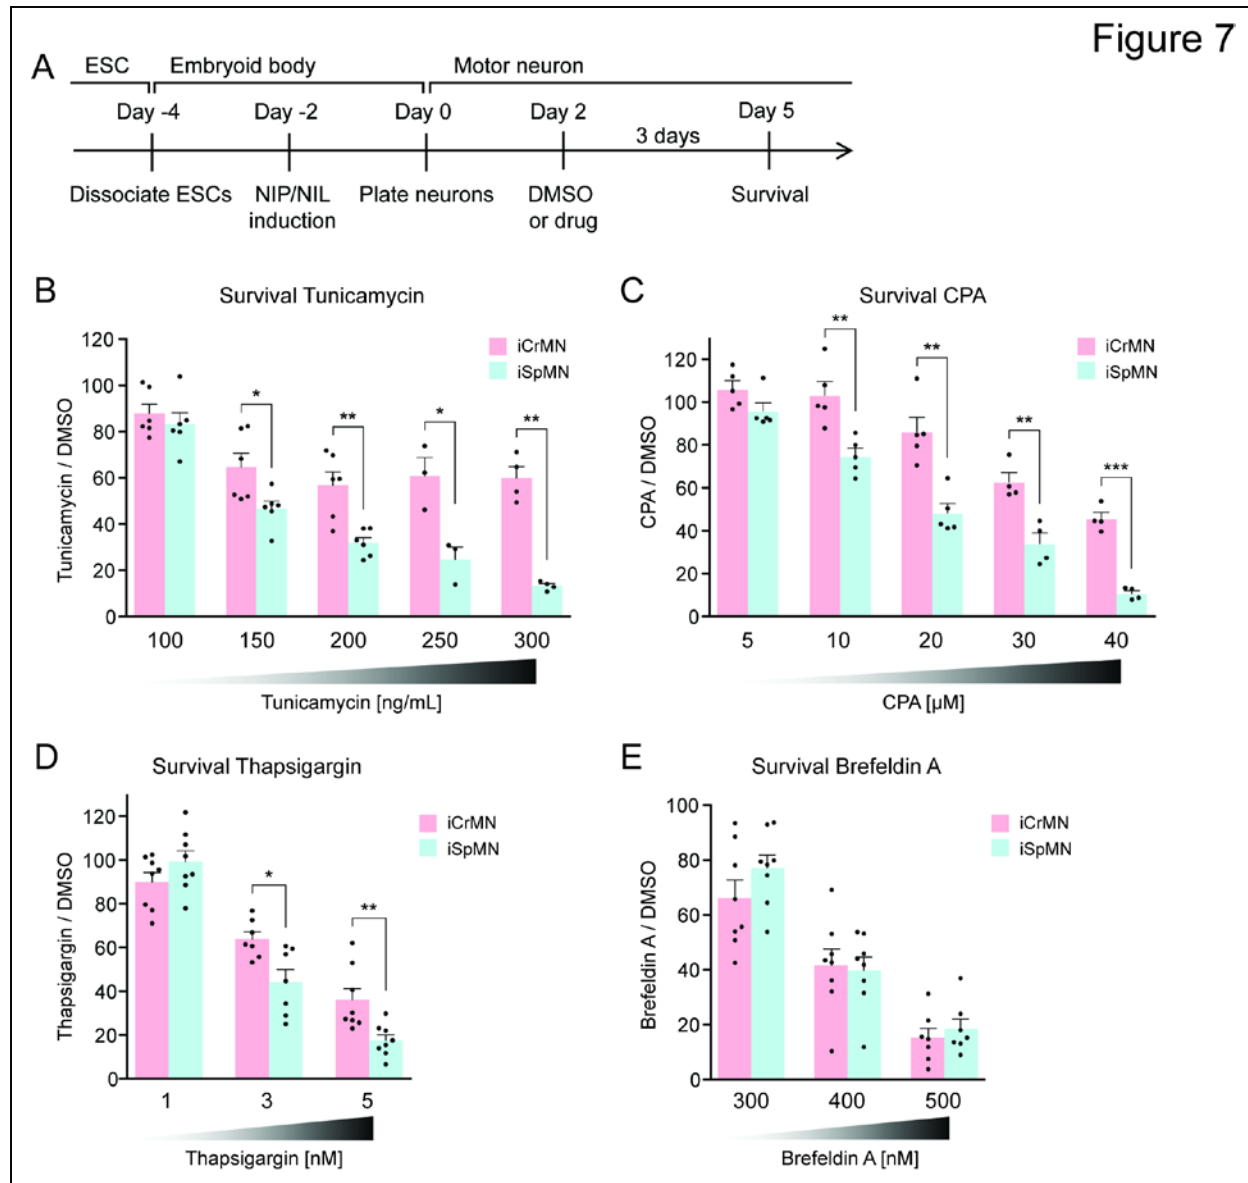 Figure 7
A
ESC Embryoid body Motor neuron
Day -4 Day -2 Day 0 Day 2 Day 5
3 days
Dissociate ESCs NIP/NIL Plate neurons DMSO Survival
induction or drug
B
Survival Tunicamycin
iCrMN
iSpMN
Tunicamycin / DMSO
120
100
80
60
40
20
0
* ** * **
100 150 200 250 300
Tunicamycin [ng/mL]
C
Survival CPA
iCrMN
iSpMN
CPA / DMSO
120
100
80
60
40
20
0
** ** ** ***
5 10 20 30 40
CPA [µM]
D
Survival Thapsigargin
iCrMN
iSpMN
Thapsigargin / DMSO
120
100
80
60
40
20
0
* **
1 3 5
Thapsigargin [nM]
E
Survival Brefeldin A
iCrMN
iSpMN
Brefeldin A / DMSO
100
80
60
40
20
0
300 400 500
Brefeldin A [nM]